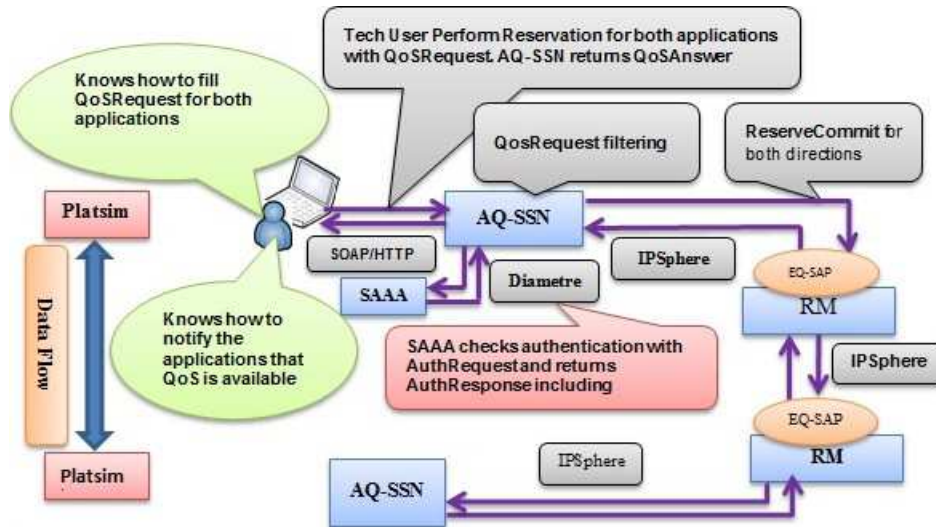 Tech User Perform Reservation for both applications
with QoSRequest. AQ-SSN returns QoSAnswer
Knows how to fill
QoSRequest for both
applications
QosRequest filtering
ReserveCommit for
both directions
Platsim
AQ-SSN
SOAP/HTTP
IPSphere
EQ-SAP
RM
SAAA
Diametre
Data Flow
Knows how to
notify the
applications that
QoS is available
SAAA checks authentication with
AuthRequest and returns
AuthResponse including
IPSphere
EQ-SAP
RM
Platsim
IPSphere
AQ-SSN